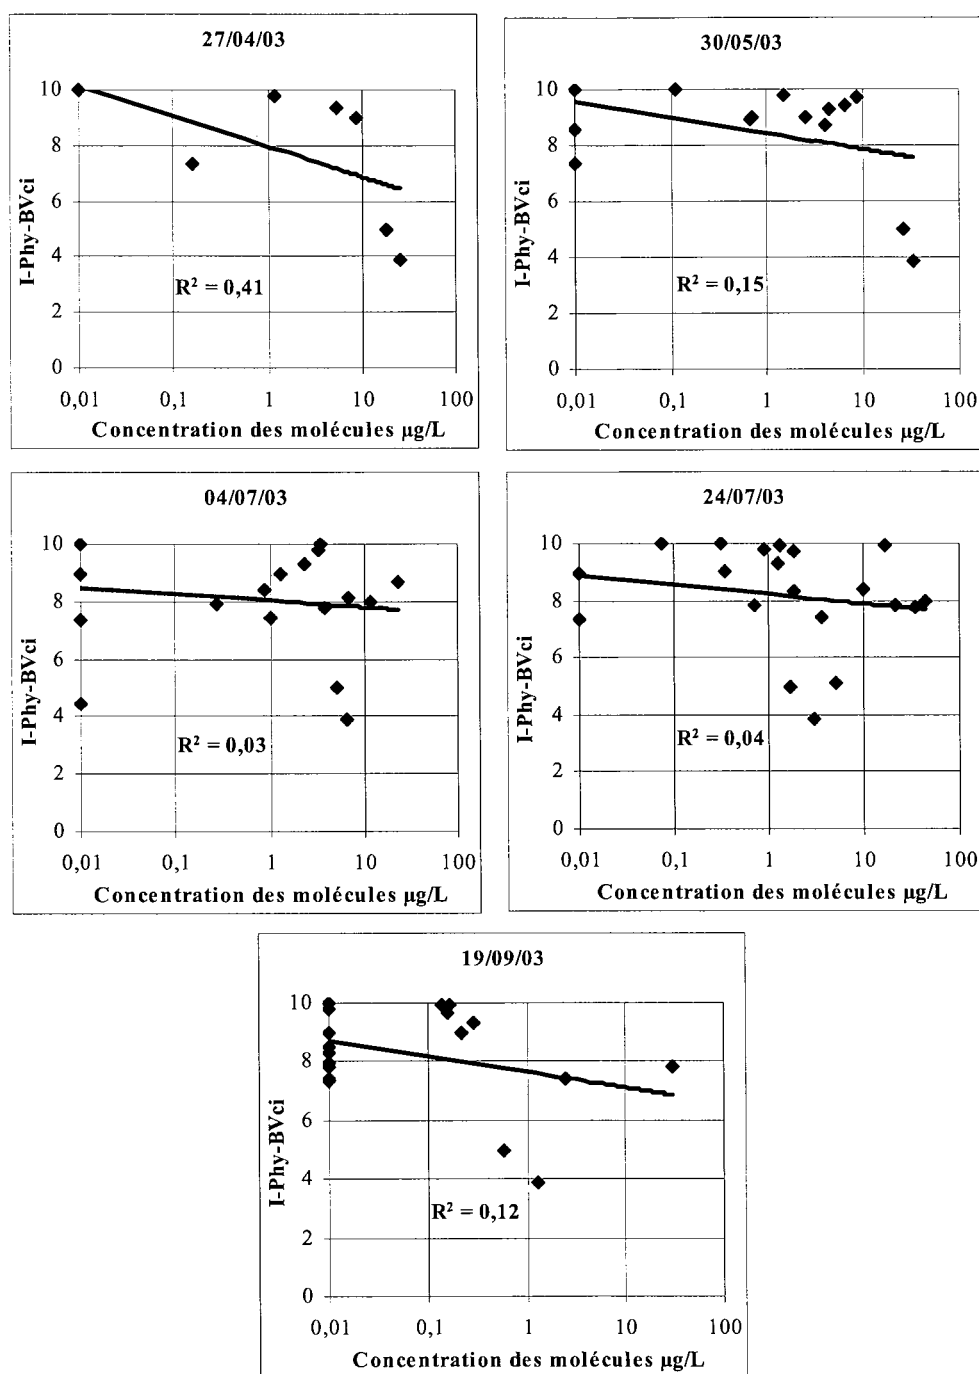 27/04/03
10
8
6
4
2
0
I-Phy-BVci
R² = 0,41
0,01 0,1 1 10 100
Concentration des molécules µg/L
30/05/03
10
8
6
4
2
0
I-Phy-BVci
R² = 0,15
0,01 0,1 1 10 100
Concentration des molécules µg/L
04/07/03
10
8
6
4
2
0
I-Phy-BVci
R² = 0,03
0,01 0,1 1 10 100
Concentration des molécules µg/L
24/07/03
10
8
6
4
2
0
I-Phy-BVci
R² = 0,04
0,01 0,1 1 10 100
Concentration des molécules µg/L
19/09/03
10
8
6
4
2
0
I-Phy-BVci
R² = 0,12
0,01 0,1 1 10 100
Concentration des molécules µg/L